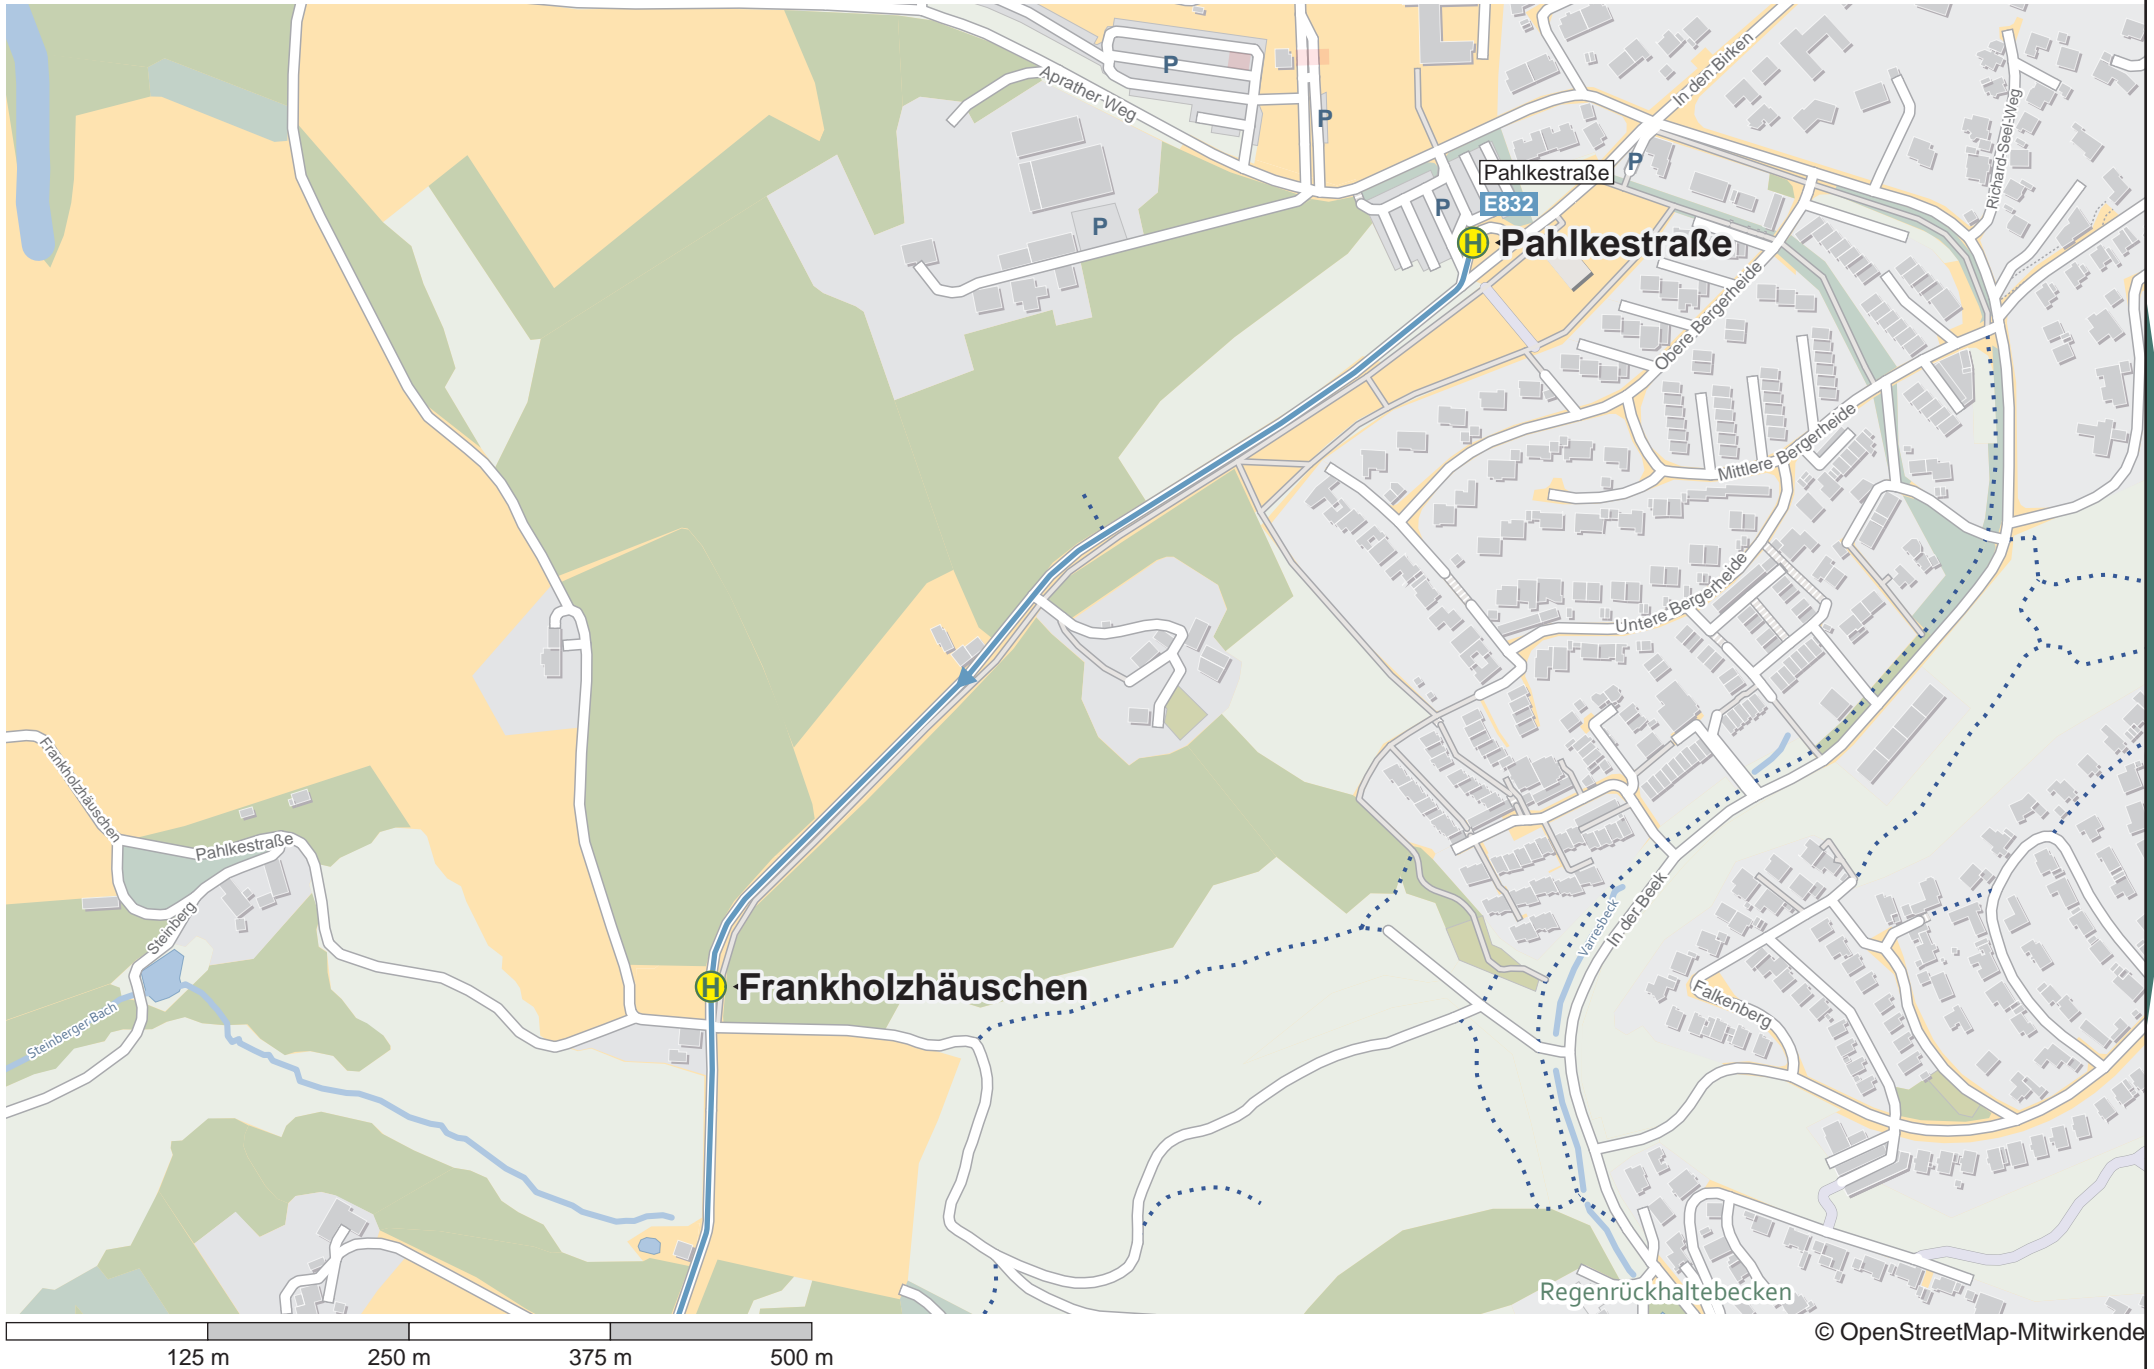 In den Birken
P
Aprather-Weg
Richard-Seel-Weg
P
P
Pahlkestraße
E832
P
P
H Pahlkestraße
Obere Bergerheide
Mittlere Bergerheide
Untere Bergerheide
Frankholzhäuschen
Pahlkestraße
Steinberg
Varresbeck
In der Beek
H Frankholzhäuschen
Falkenberg
Steinberger Bach
Regenrückhaltebecken
© OpenStreetMap-Mitwirkende
125 m 250 m 375 m 500 m